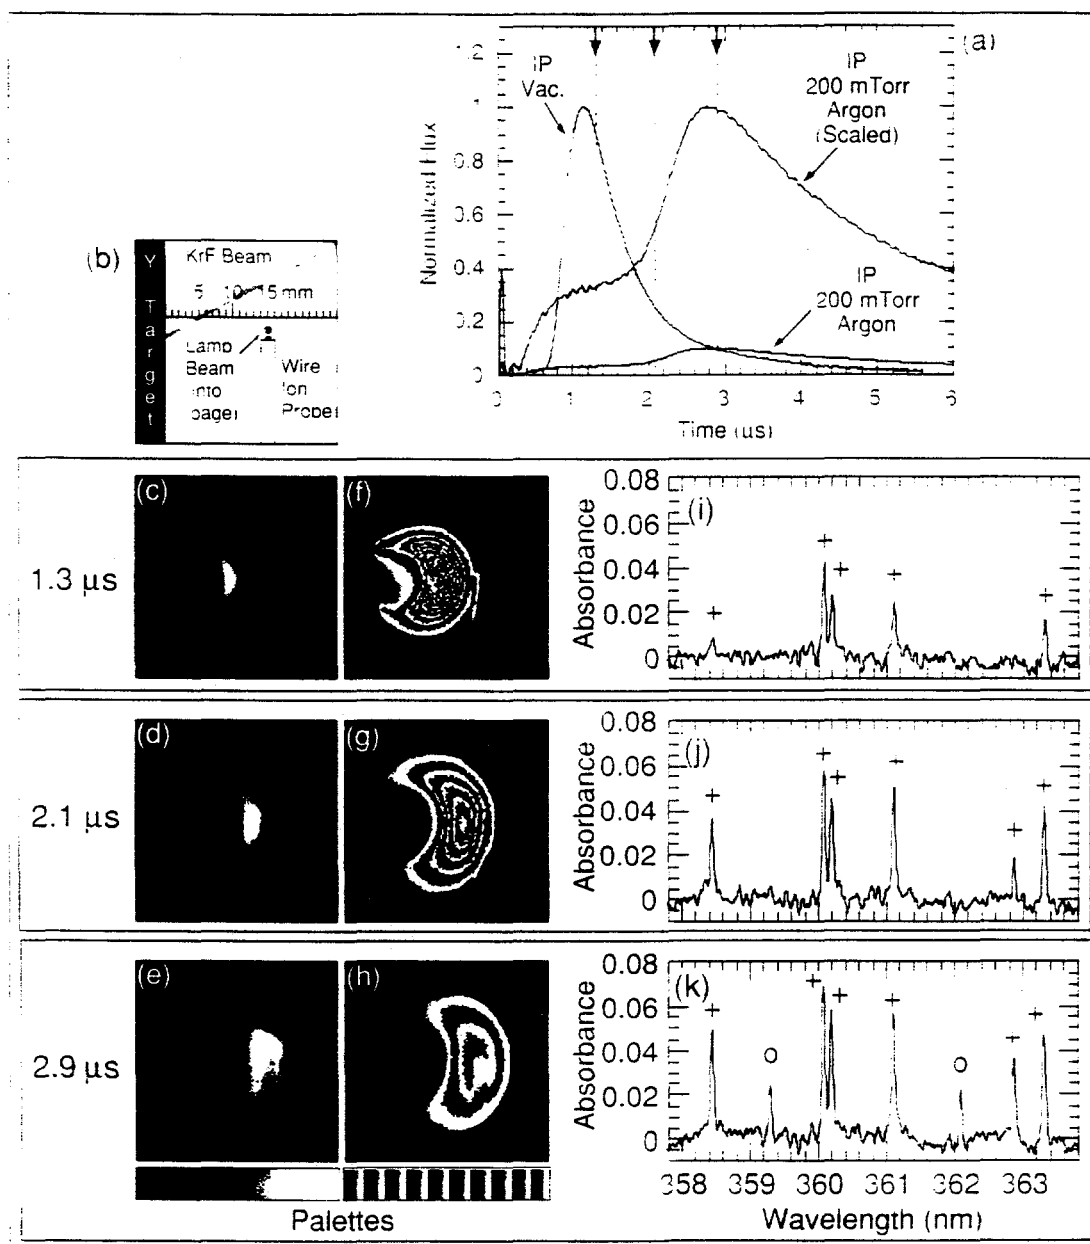 (a)
1.2
1
0.8
0.6
0.4
0.2
0
Normalized Flux
IP
Vac.
IP
200 mTorr
Argon
(Scaled)
IP
200 mTorr
Argon
0 1 2 3 4 5 6
Time (us)
(b)
Y Target
KrF Beam
5 10 15 mm
Lamp
Beam
Wire
Ion
Probe
1.3 μs
(c)
(f)
(i)
Absorbance
0.08
0.06
0.04
0.02
0
2.1 μs
(d)
(g)
(j)
Absorbance
0.08
0.06
0.04
0.02
0
2.9 μs
(e)
(h)
(k)
Absorbance
0.08
0.06
0.04
0.02
0
358 359 360 361 362 363
Palettes
Wavelength (nm)